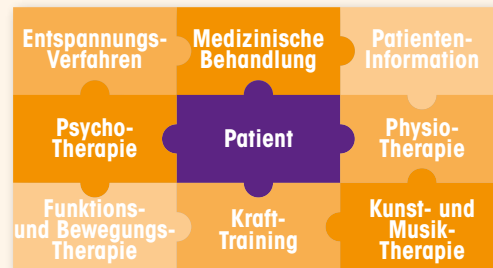 Entspannungs-
Verfahren
Medizinische
Behandlung
Patienten-
Information
Psycho-
Therapie
Patient
Physio-
Therapie
Funktions-
und Bewegungs-
Therapie
Kraft-
Training
Kunst- und
Musik-
Therapie